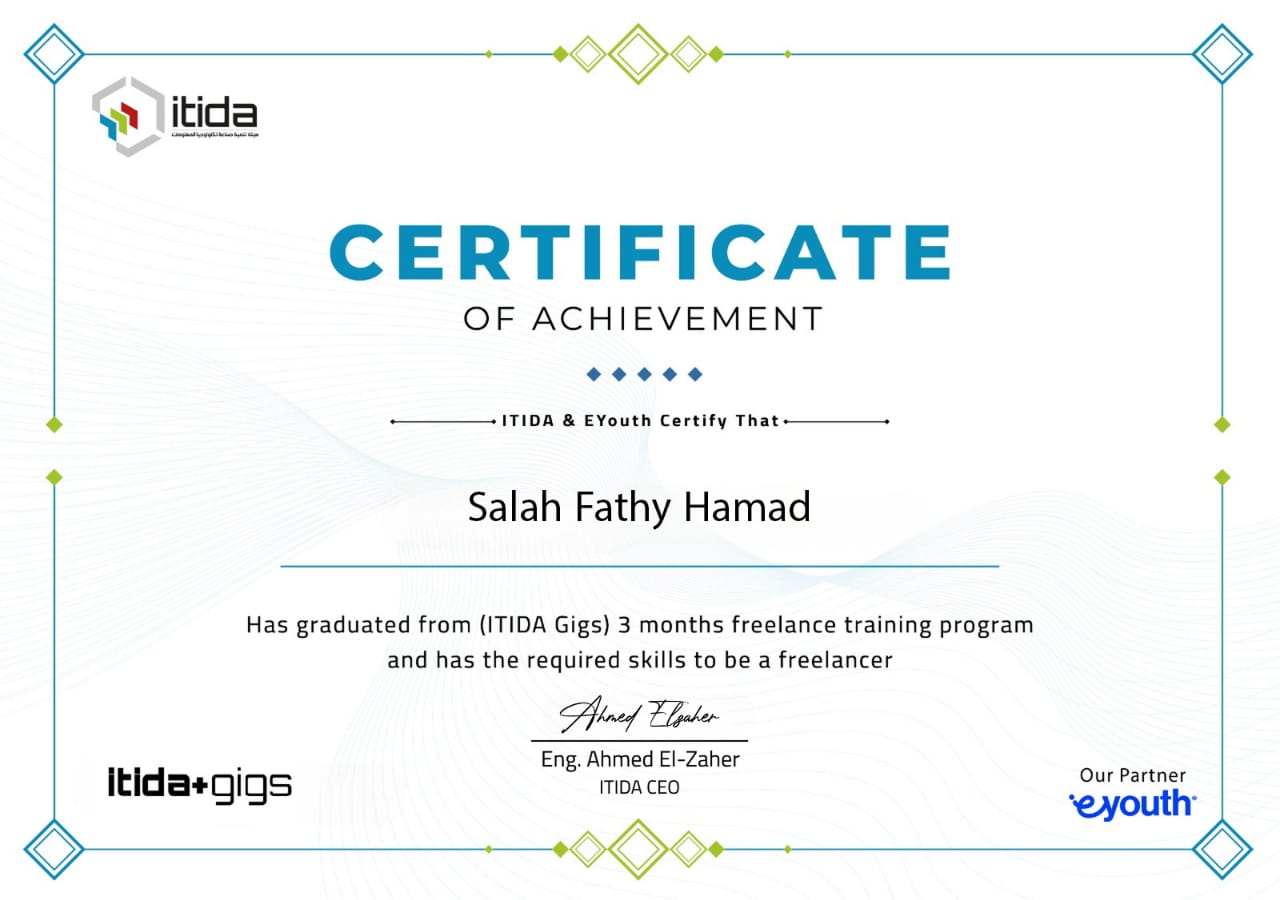 itida
هيئة تنمية صناعة تكنولوجيا المعلومات
CERTIFICATE
OF ACHIEVEMENT
ITIDA & EYouth Certify That
Salah Fathy Hamad
Has graduated from (ITIDA Gigs) 3 months freelance training program
and has the required skills to be a freelancer
Ahmed Elzaher
Eng. Ahmed El-Zaher
ITIDA CEO
itida+gigs
Our Partner
eyouth